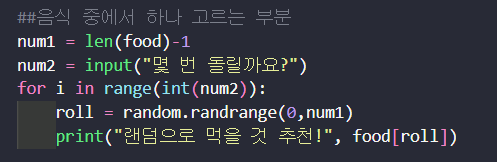 ##음식 중에서 하나 고르는 부분
num1 = len(food)-1
num2 = input("몇 번 돌릴까요?")
for i in range(int(num2)):
    roll = random.randrange(0,num1)
    print("랜덤으로 먹을 것 추천!", food[roll])